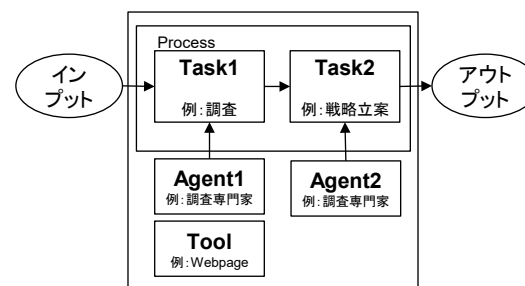 Process
イン
プット
Task1
例：調査
Task2
例：戦略立案
アウト
プット
Agent1
例：調査専門家
Agent2
例：調査専門家
Tool
例：Webpage